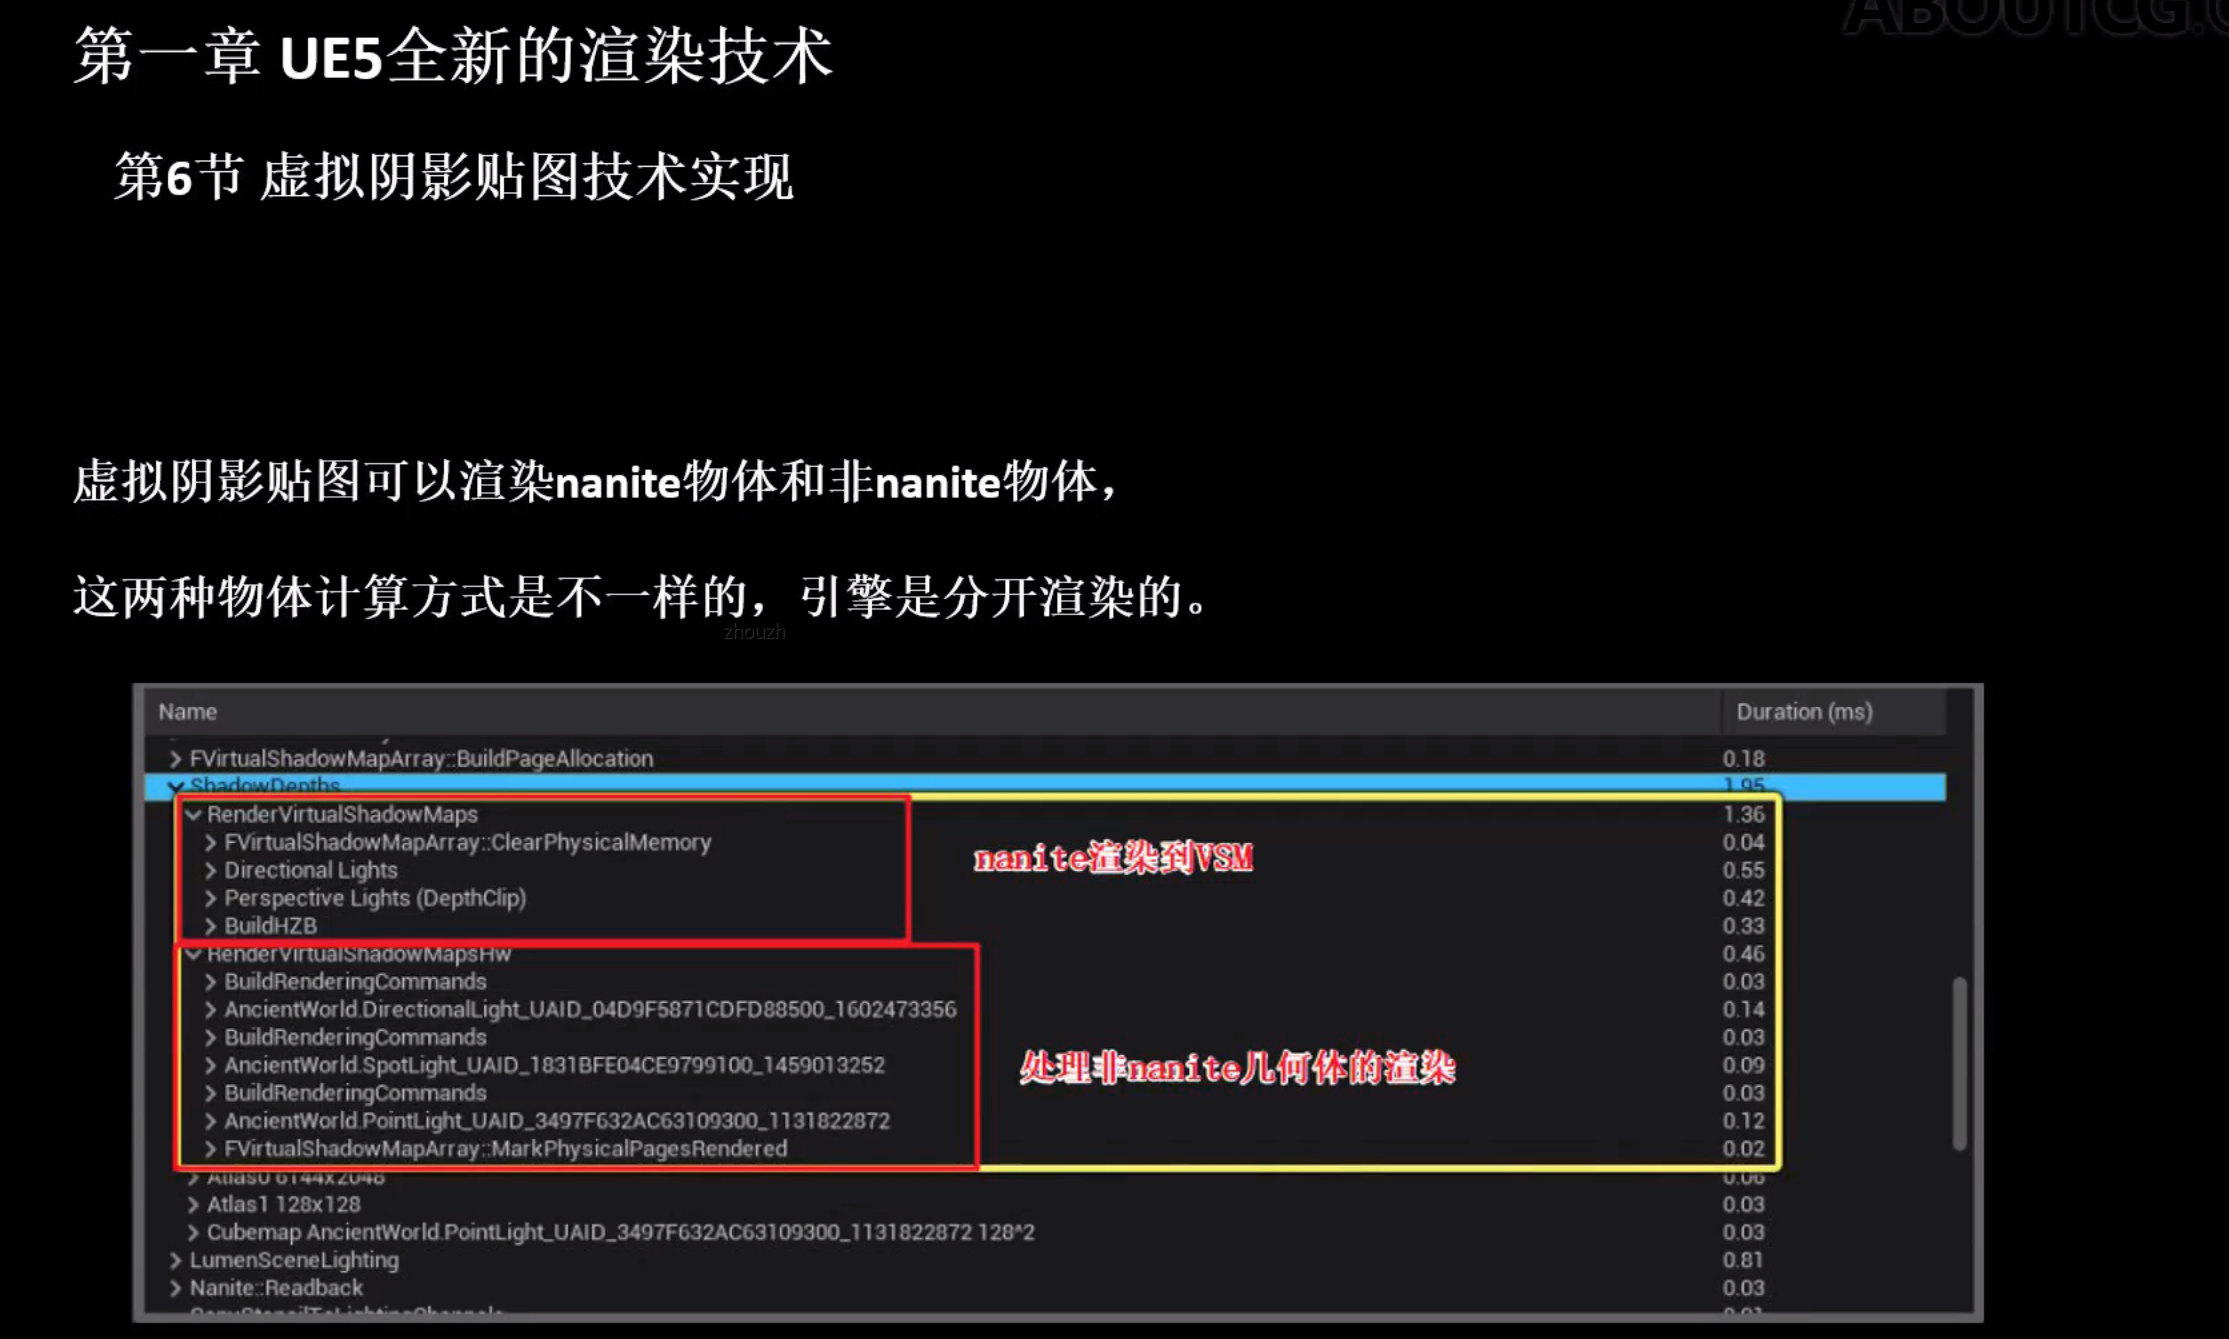 ABOUTCG.
第一章 UE5全新的渲染技术
第6节 虚拟阴影贴图技术实现
虚拟阴影贴图可以渲染nanite物体和非nanite物体，
这两种物体计算方式是不一样的，引擎是分开渲染的。
zhouzh
Name Duration (ms)
FVirtualShadowMapArray::BuildPageAllocation 0.18
ShadowDepths 1.95
RenderVirtualShadowMaps 1.36
FVirtualShadowMapArray::ClearPhysicalMemory 0.04
nanite渲染到VSM
Directional Lights 0.55
Perspective Lights (DepthClip) 0.42
BuildHZB 0.33
RenderVirtualShadowMapsHw 0.46
BuildRenderingCommands 0.03
AncientWorld.DirectionalLight_UAID_04D9F5871CDFD88500_1602473356 0.14
BuildRenderingCommands 0.03
AncientWorld.SpotLight_UAID_1831BFE04CE9799100_1459013252 0.09
处理非nanite几何体的渲染
BuildRenderingCommands 0.03
AncientWorld.PointLight_UAID_3497F632AC63109300_1131822872 0.12
FVirtualShadowMapArray::MarkPhysicalPagesRendered 0.02
Atlas0 6144x2048 0.06
Atlas1 128x128 0.03
Cubemap AncientWorld.PointLight_UAID_3497F632AC63109300_1131822872 128^2 0.03
LumenSceneLighting 0.81
Nanite::Readback 0.03